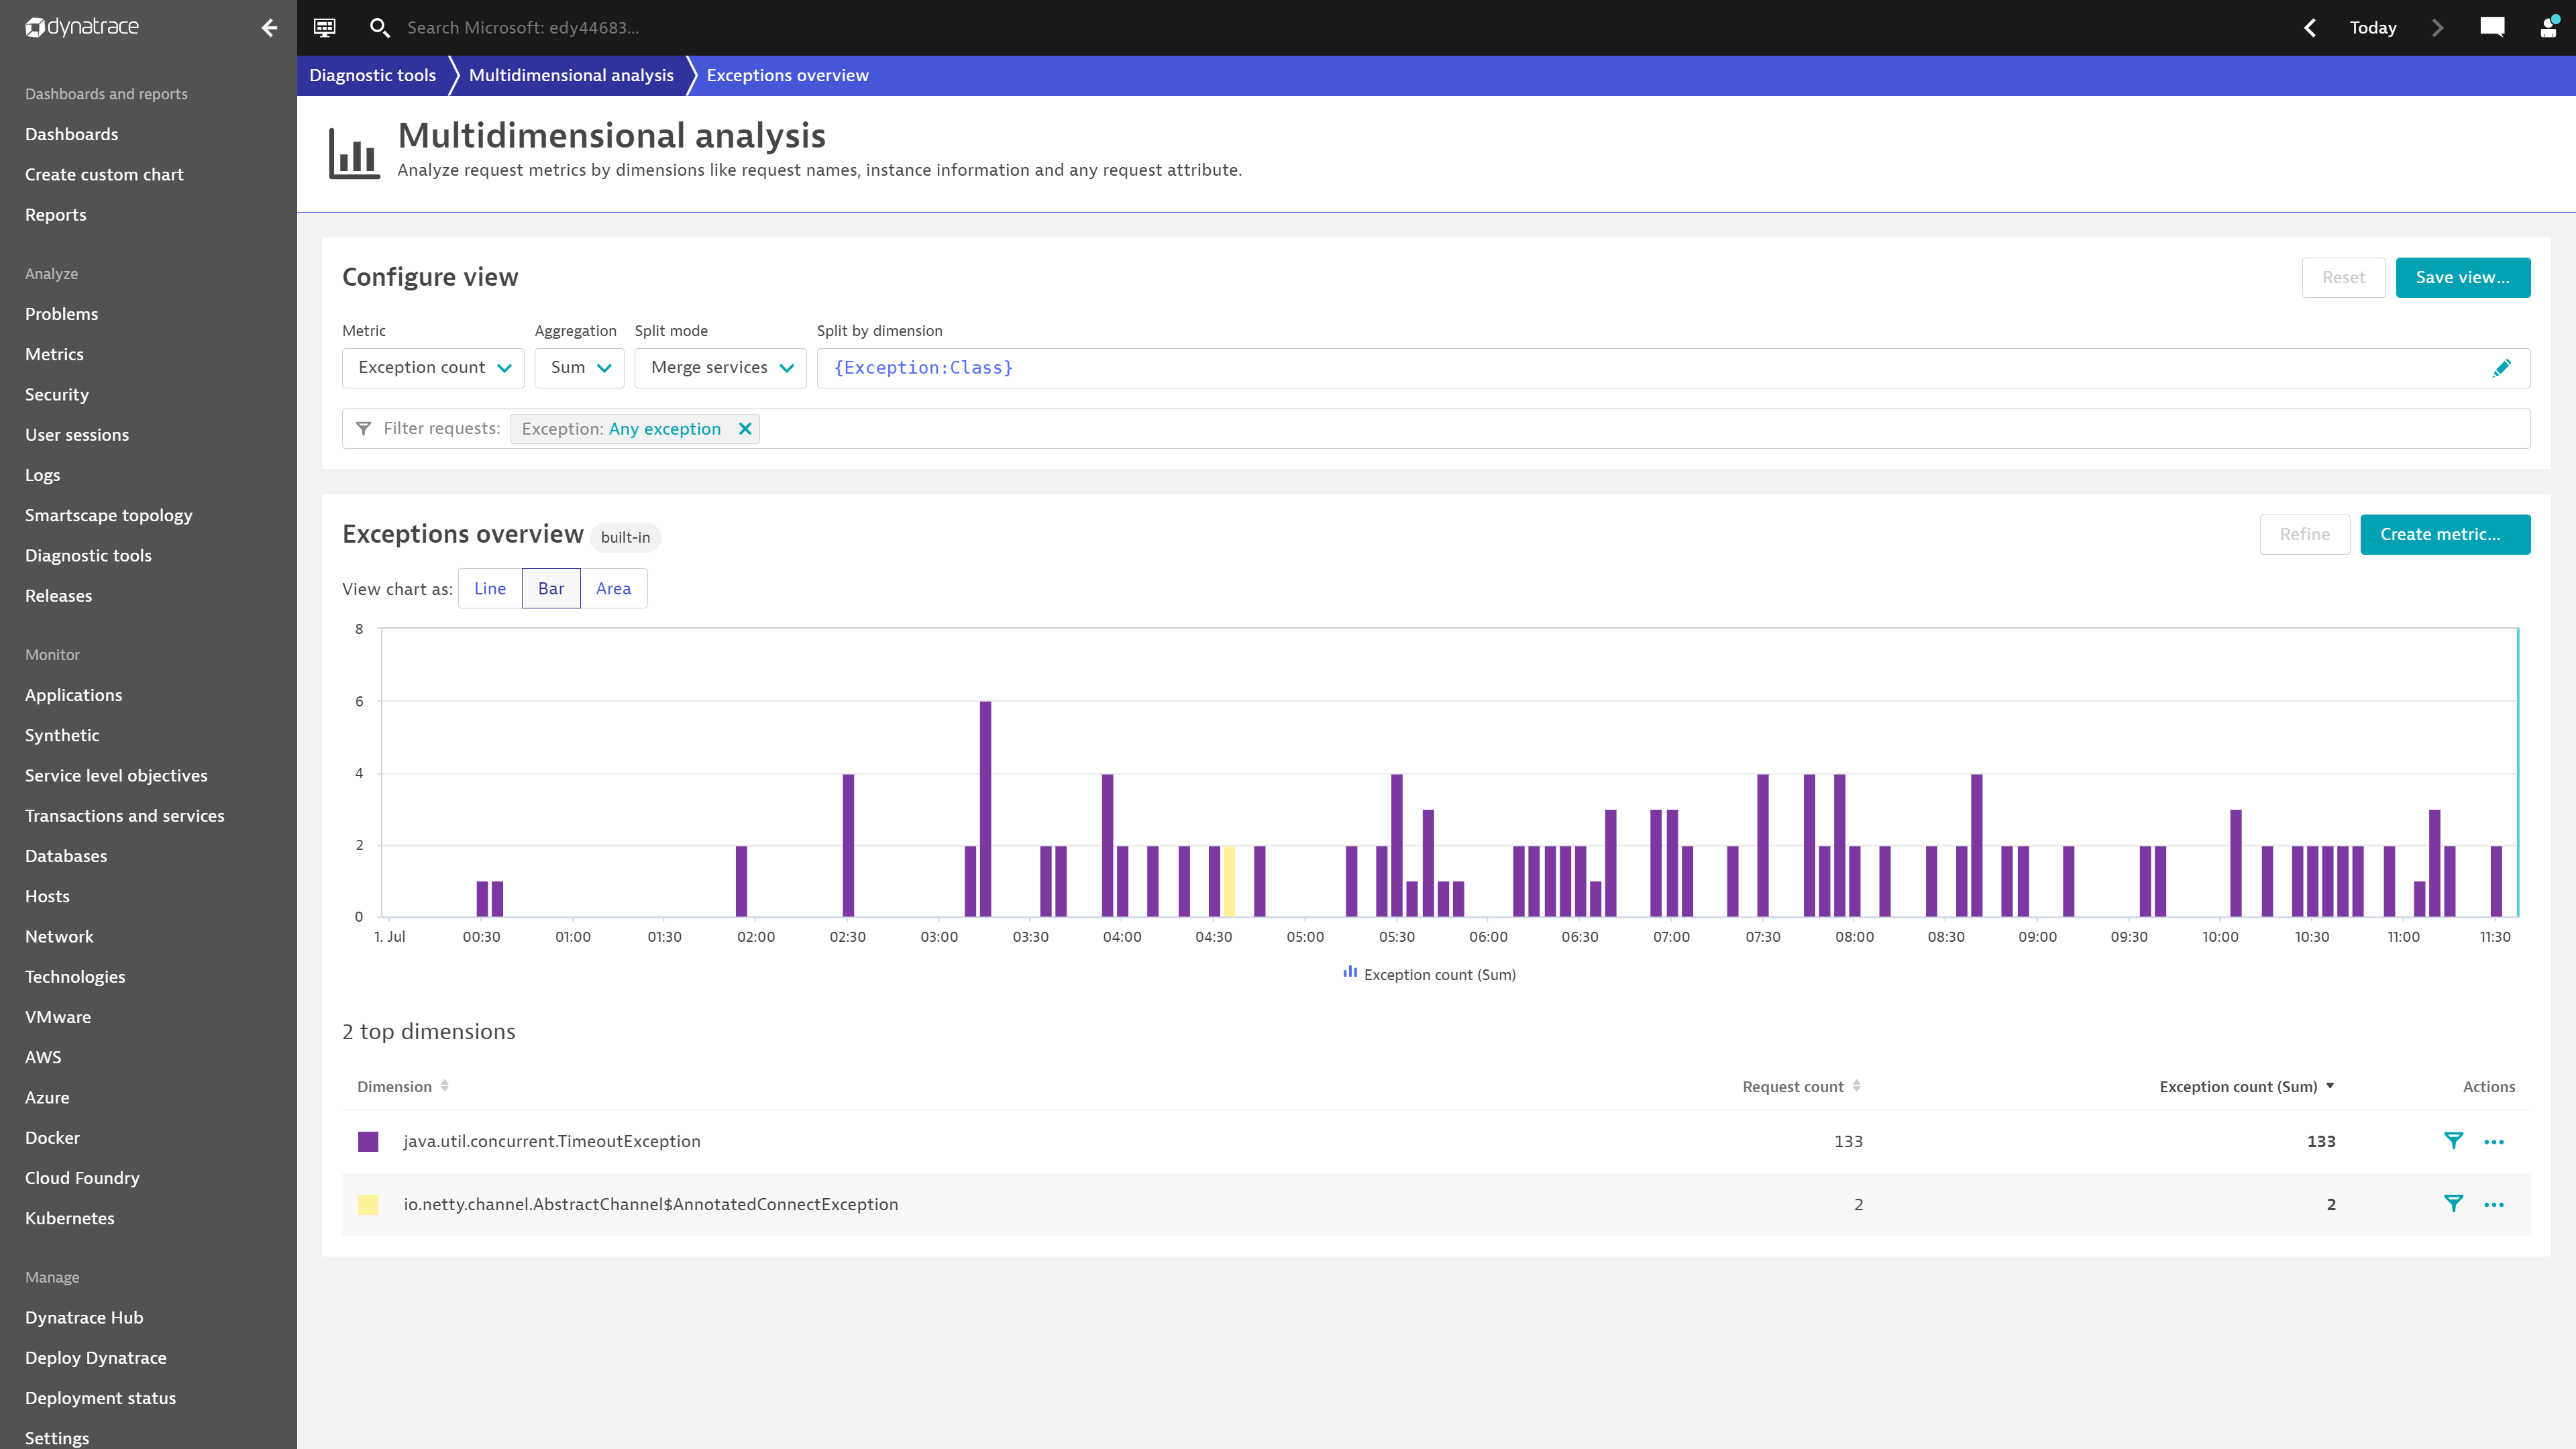 dynatrace
Search Microsoft: edy44683...
Today
Dashboards and reports
Dashboards
Create custom chart
Reports
Analyze
Problems
Metrics
Security
User sessions
Logs
Smartscape topology
Diagnostic tools
Releases
Monitor
Applications
Synthetic
Service level objectives
Transactions and services
Databases
Hosts
Network
Technologies
VMware
AWS
Azure
Docker
Cloud Foundry
Kubernetes
Manage
Dynatrace Hub
Deploy Dynatrace
Deployment status
Settings
Diagnostic tools Multidimensional analysis Exceptions overview
Multidimensional analysis
Analyze request metrics by dimensions like request names, instance information and any request attribute.
Configure view
Reset Save view...
Metric Aggregation Split mode Split by dimension
Exception count Sum Merge services {Exception:Class}
Filter requests: Exception: Any exception
Exceptions overview built-in
Refine Create metric...
View chart as: Line Bar Area
8
6
4
2
0
1. Jul 00:30 01:00 01:30 02:00 02:30 03:00 03:30 04:00 04:30 05:00 05:30 06:00 06:30 07:00 07:30 08:00 08:30 09:00 09:30 10:00 10:30 11:00 11:30
Exception count (Sum)
2 top dimensions
Dimension Request count Exception count (Sum) Actions
java.util.concurrent.TimeoutException 133 133
io.netty.channel.AbstractChannel$AnnotatedConnectException 2 2